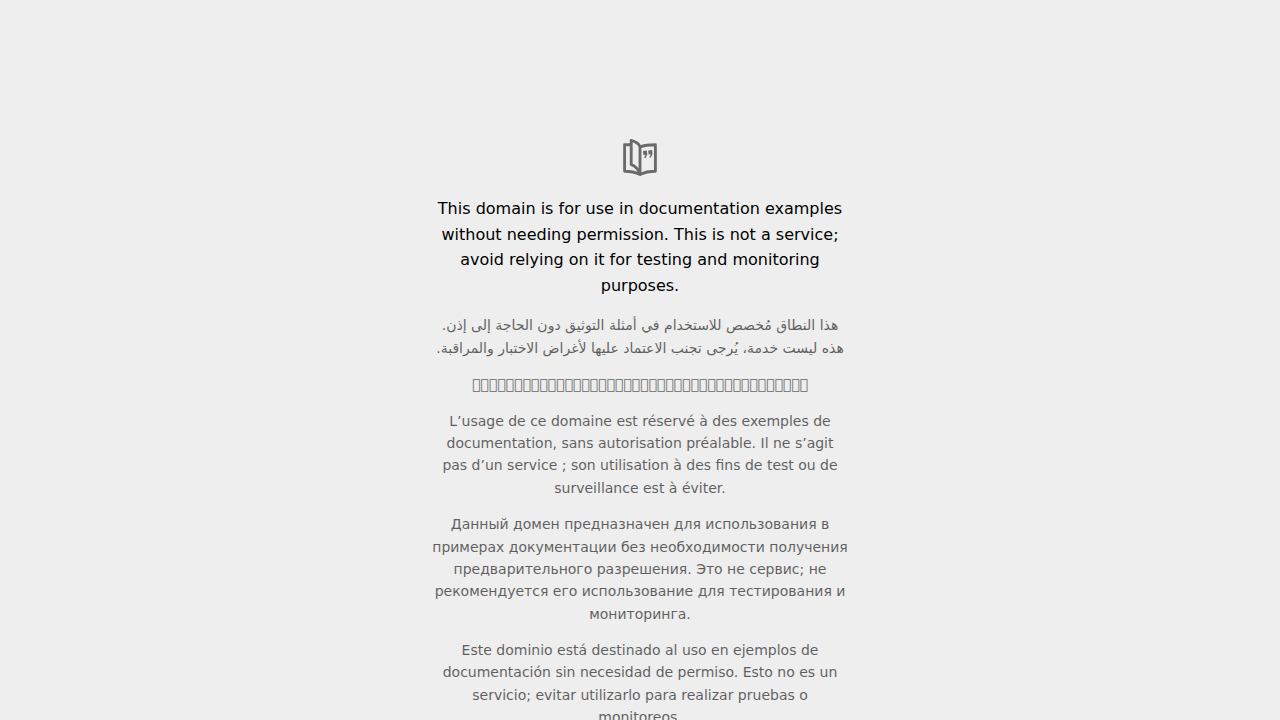 This domain is for use in documentation examples
without needing permission. This is not a service;
avoid relying on it for testing and monitoring
purposes.
هذا النطاق مُخصص للاستخدام في أمثلة التوثيق دون الحاجة إلى إذن.
هذه ليست خدمة، يُرجى تجنب الاعتماد عليها لأغراض الاختبار والمراقبة.
L’usage de ce domaine est réservé à des exemples de
documentation, sans autorisation préalable. Il ne s’agit
pas d’un service ; son utilisation à des fins de test ou de
surveillance est à éviter.
Данный домен предназначен для использования в
примерах документации без необходимости получения
предварительного разрешения. Это не сервис; не
рекомендуется его использование для тестирования и
мониторинга.
Este dominio está destinado al uso en ejemplos de
documentación sin necesidad de permiso. Esto no es un
servicio; evitar utilizarlo para realizar pruebas o
monitoreos.